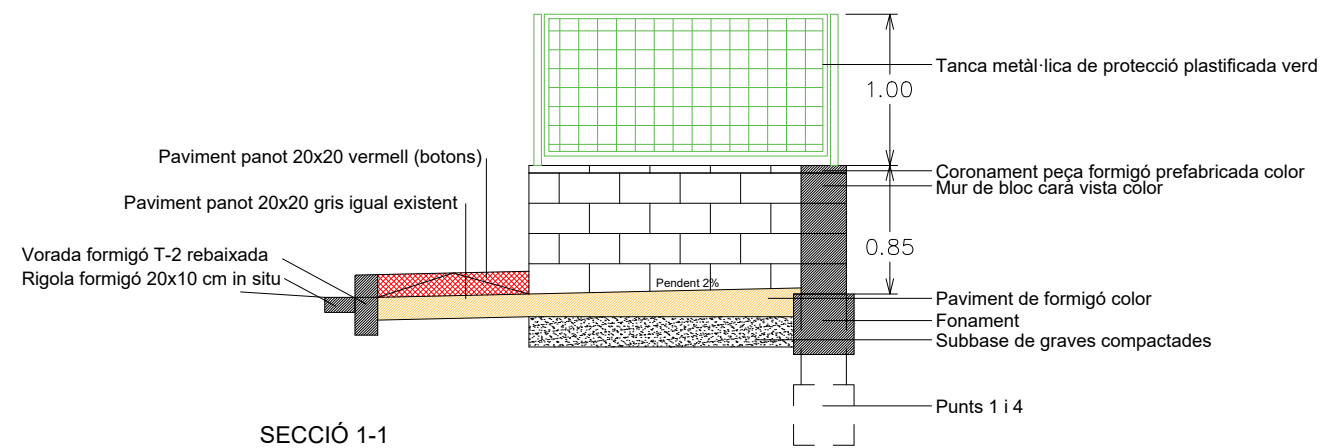 Tanca metàl·lica de protecció plastificada verd
1.00
Paviment panot 20x20 vermell (botons)
Coronament peça formigó prefabricada color
Mur de bloc cara vista color
Paviment panot 20x20 gris igual existent
Vorada formigó T-2 rebaixada
0.85
Rigola formigó 20x10 cm in situ
Pendent 2%
Paviment de formigó color
Fonament
Subbase de graves compactades
Punts 1 i 4
SECCIÓ 1-1